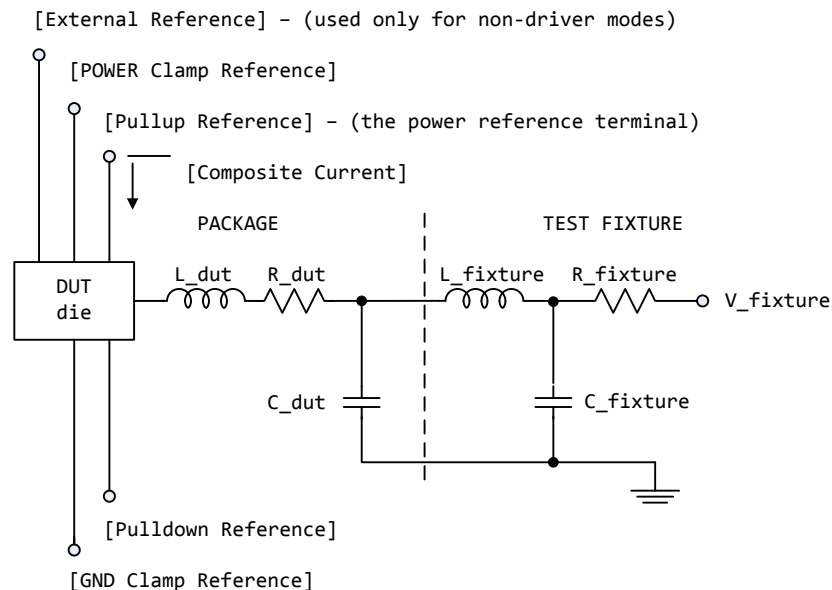 [External Reference] – (used only for non-driver modes)
[POWER Clamp Reference]
[Pullup Reference] – (the power reference terminal)
[Composite Current]
PACKAGE
TEST FIXTURE
L_dut
R_dut
L_fixture
R_fixture
DUT
die
V_fixture
C_dut
C_fixture
[Pulldown Reference]
[GND Clamp Reference]